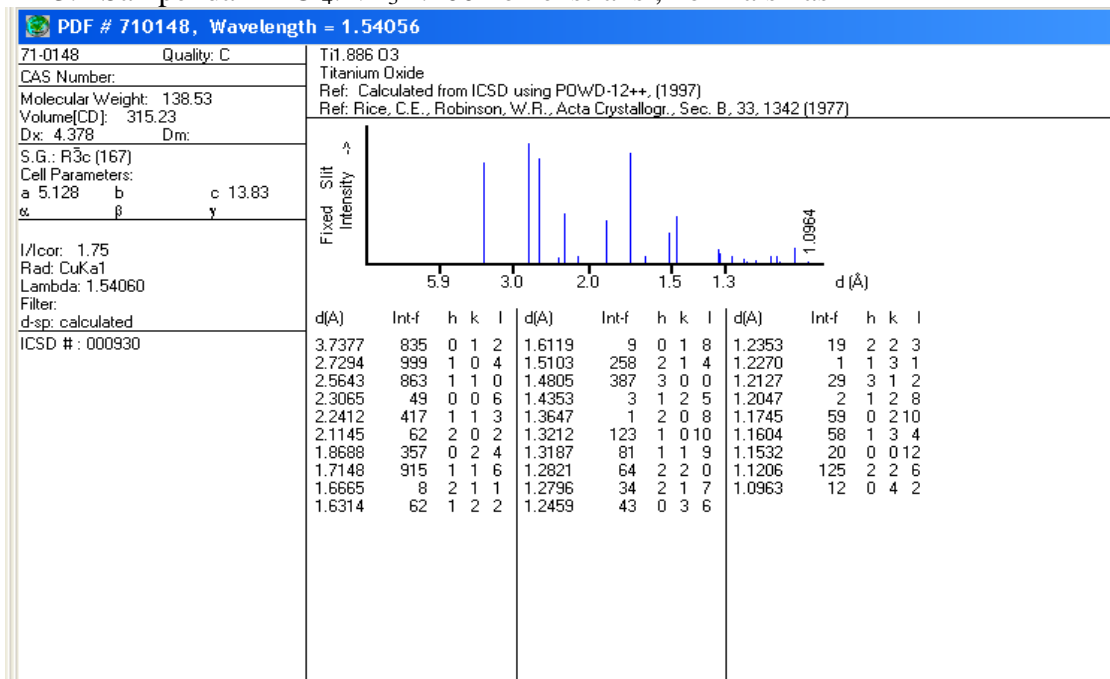 PDF # 710148, Wavelength = 1.54056
71-0148 Quality: C
CAS Number:
Molecular Weight: 138.53
Volume[CD]: 315.23
Dx: 4.378 Dm:
S.G.: R3̅c (167)
Cell Parameters:
a 5.128 b c 13.83
α β γ
I/Icor: 1.75
Rad: CuKa1
Lambda: 1.54060
Filter:
d-sp: calculated
ICSD # : 000930
Ti1.886 O3
Titanium Oxide
Ref: Calculated from ICSD using POWD-12++, (1997)
Ref: Rice, C.E., Robinson, W.R., Acta Crystallogr., Sec. B, 33, 1342 (1977)
Fixed Slit
Intensity ->
1.0964
5.9 3.0 2.0 1.5 1.3 d (Å)
d(A) Int-f h k l d(A) Int-f h k l d(A) Int-f h k l
3.7377 835 0 1 2 1.6119 9 0 1 8 1.2353 19 2 2 3
2.7294 999 1 0 4 1.5103 258 2 1 4 1.2270 1 1 3 1
2.5643 863 1 1 0 1.4805 387 3 0 0 1.2127 29 3 1 2
2.3065 49 0 0 6 1.4353 3 1 2 5 1.2047 2 1 2 8
2.2412 417 1 1 3 1.3647 1 2 0 8 1.1745 59 0 2 10
2.1145 62 2 0 2 1.3212 123 1 0 10 1.1604 58 1 3 4
1.8688 357 0 2 4 1.3187 81 1 1 9 1.1532 20 0 0 12
1.7148 915 1 1 6 1.2821 64 2 2 0 1.1206 125 2 2 6
1.6665 8 2 1 1 1.2796 34 2 1 7 1.0963 12 0 4 2
1.6314 62 1 2 2 1.2459 43 0 3 6